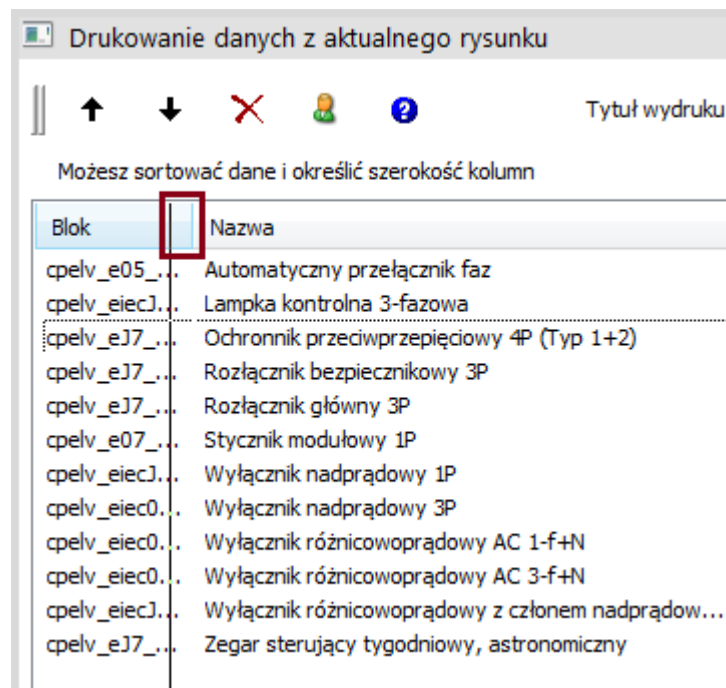 Drukowanie danych z aktualnego rysunku
Tytuł wydruku
Możesz sortować dane i określić szerokość kolumn
Blok Nazwa
cpelv_e05_... Automatyczny przełącznik faz
cpelv_eiecJ... Lampka kontrolna 3-fazowa
cpelv_eJ7_... Ochronnik przeciwprzepięciowy 4P (Typ 1+2)
cpelv_eJ7_... Rozłącznik bezpiecznikowy 3P
cpelv_eJ7_... Rozłącznik główny 3P
cpelv_e07_... Stycznik modułowy 1P
cpelv_eiecJ... Wyłącznik nadprądowy 1P
cpelv_eiec0... Wyłącznik nadprądowy 3P
cpelv_eiec0... Wyłącznik różnicowoprądowy AC 1-f+N
cpelv_eiec0... Wyłącznik różnicowoprądowy AC 3-f+N
cpelv_eiecJ... Wyłącznik różnicowoprądowy z członem nadprądow...
cpelv_eJ7_... Zegar sterujący tygodniowy, astronomiczny